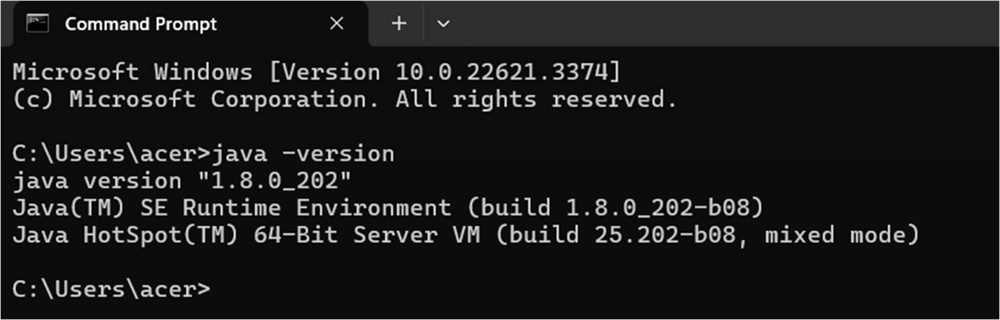 Command Prompt
Microsoft Windows [Version 10.0.22621.3374]
(c) Microsoft Corporation. All rights reserved.
C:\Users\acer>java -version
java version "1.8.0_202"
Java(TM) SE Runtime Environment (build 1.8.0_202-b08)
Java HotSpot(TM) 64-Bit Server VM (build 25.202-b08, mixed mode)
C:\Users\acer>